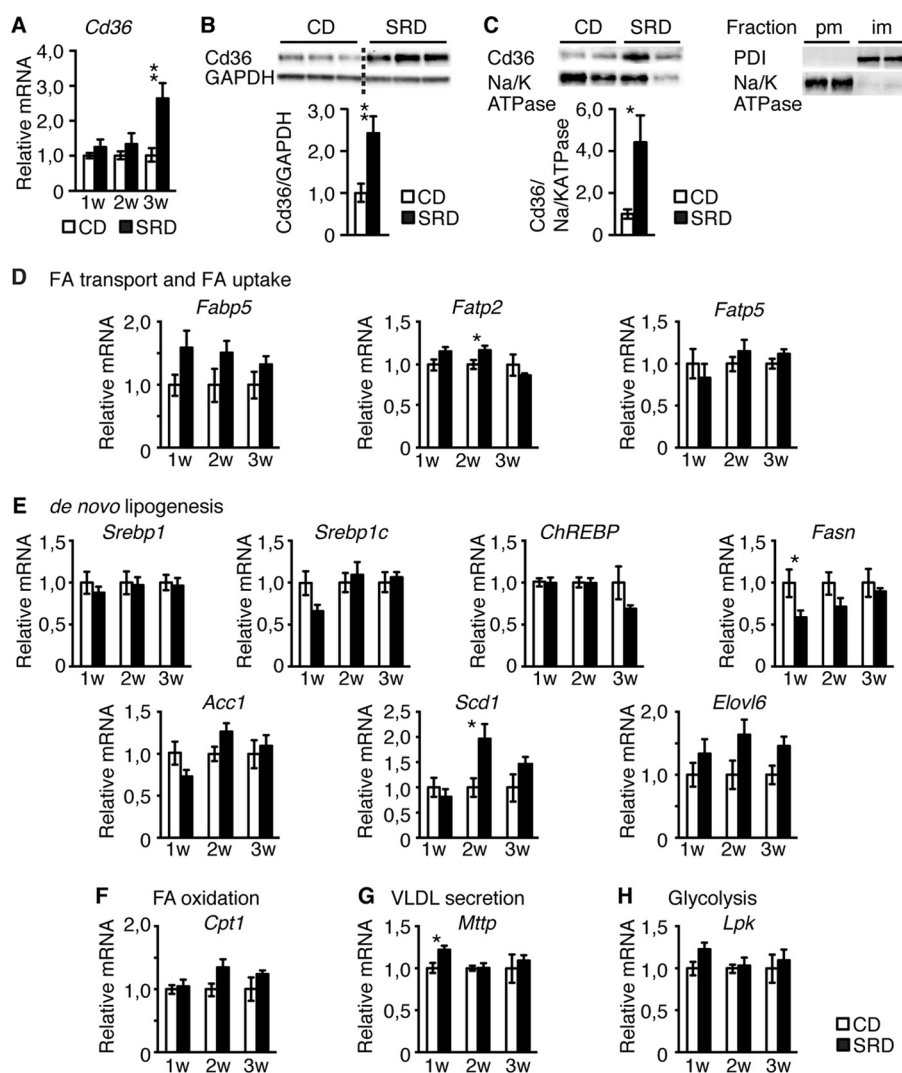 A
Cd36
Relative mRNA
4,0
3,0
2,0
1,0
0
**
1w 2w 3w
CD SRD
B
CD SRD
Cd36
GAPDH
Cd36/GAPDH
3,0
2,0
1,0
0
**
CD
SRD
C
CD SRD
Cd36
Na/K
ATPase
Cd36/
Na/KATPase
6,0
4,0
2,0
0
*
CD
SRD
Fraction pm im
PDI
Na/K
ATPase
D FA transport and FA uptake
Fabp5
Relative mRNA
2,0
1,0
0
1w 2w 3w
Fatp2
Relative mRNA
1,5
1,0
0,5
0
*
1w 2w 3w
Fatp5
Relative mRNA
1,5
1,0
0,5
0
1w 2w 3w
E de novo lipogenesis
Srebp1
Relative mRNA
1,5
1,0
0,5
0
1w 2w 3w
Srebp1c
Relative mRNA
1,5
1,0
0,5
0
1w 2w 3w
ChREBP
Relative mRNA
1,5
1,0
0,5
0
1w 2w 3w
Fasn
Relative mRNA
1,5
1,0
0,5
0
*
1w 2w 3w
Acc1
Relative mRNA
1,5
1,0
0,5
0
1w 2w 3w
Scd1
Relative mRNA
2,5
2,0
1,5
1,0
0,5
0
*
1w 2w 3w
Elovl6
Relative mRNA
2,0
1,0
0
1w 2w 3w
F FA oxidation
Cpt1
Relative mRNA
2,0
1,0
0
1w 2w 3w
G VLDL secretion
Mttp
Relative mRNA
1,5
1,0
0,5
0
*
1w 2w 3w
H Glycolysis
Lpk
Relative mRNA
1,5
1,0
0,5
0
1w 2w 3w
CD
SRD